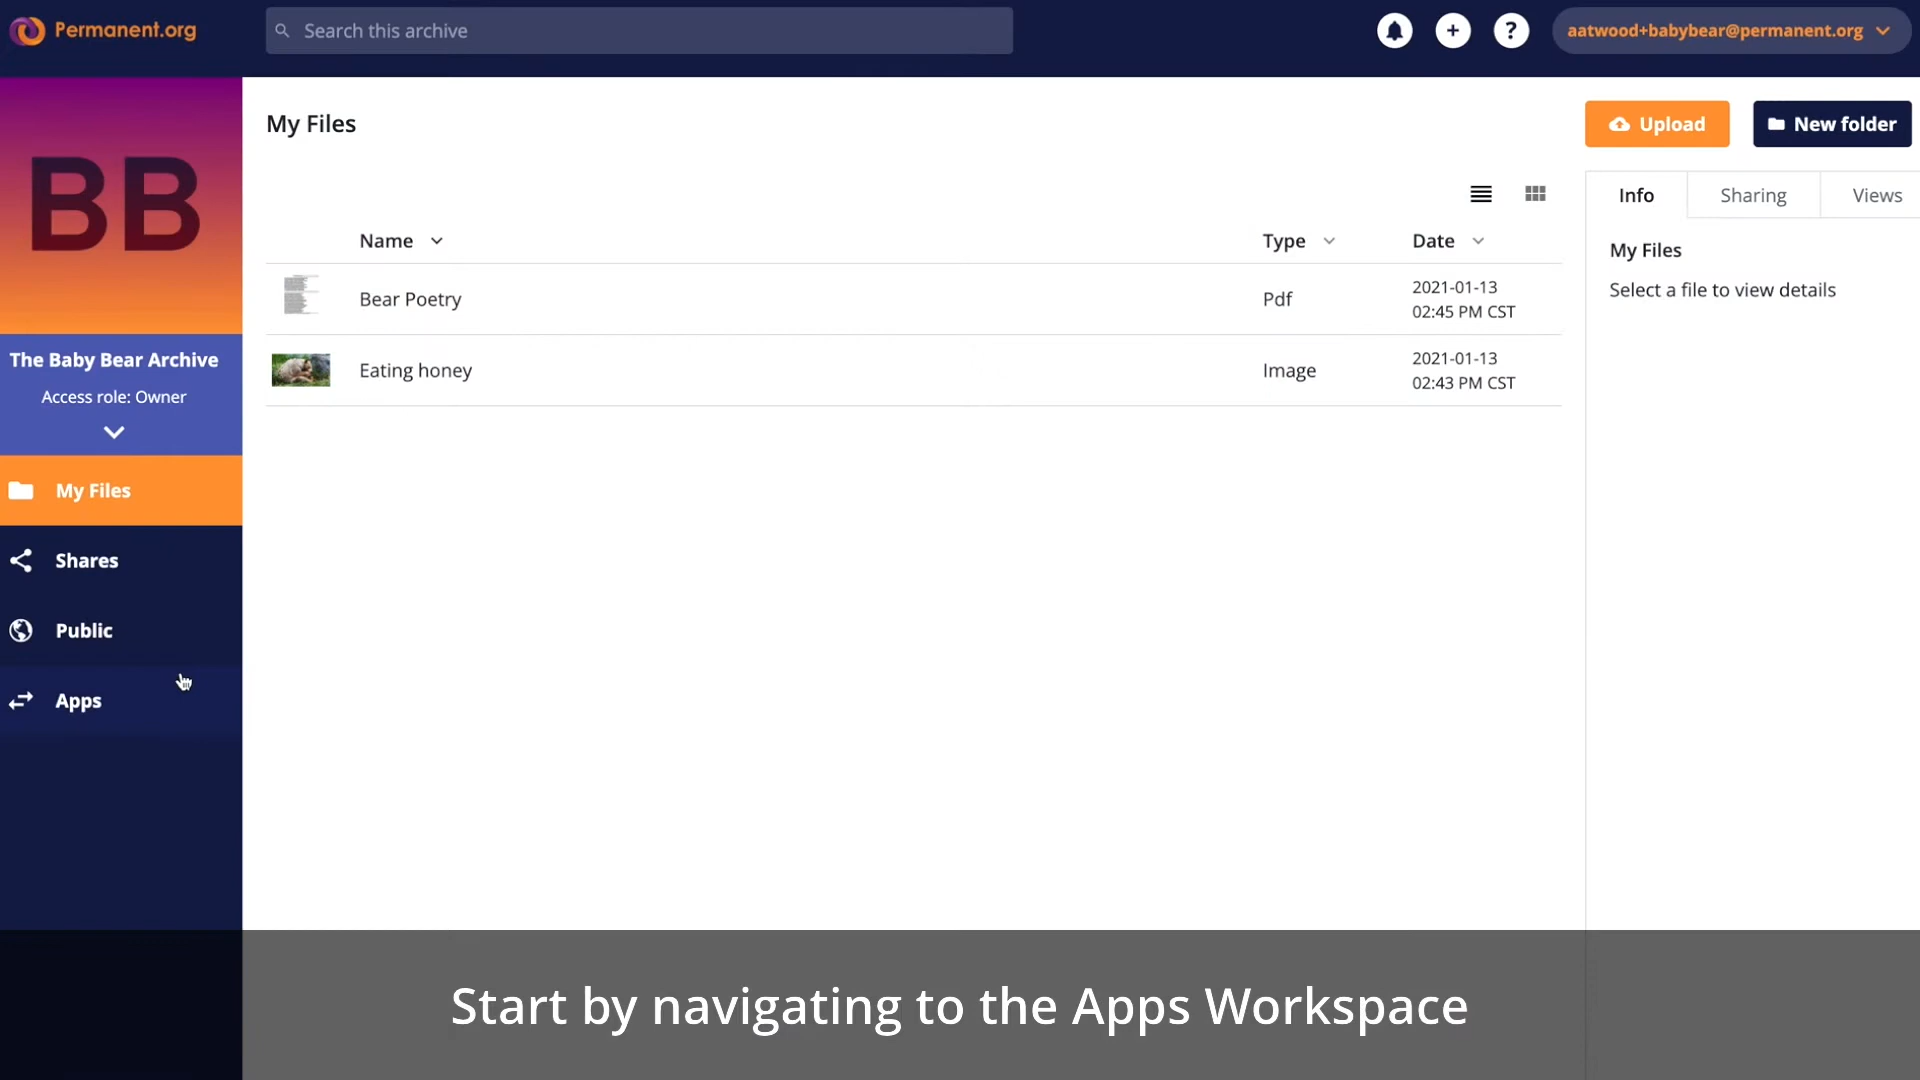 Permanent.org
Search this archive
?
aatwood+babybear@permanent.org
BB
The Baby Bear Archive
Access role: Owner
My Files
Shares
Public
Apps
My Files
Upload
New folder
Name
Type
Date
Bear Poetry
Pdf
2021-01-13
02:45 PM CST
Eating honey
Image
2021-01-13
02:43 PM CST
Info
Sharing
Views
My Files
Select a file to view details
Start by navigating to the Apps Workspace